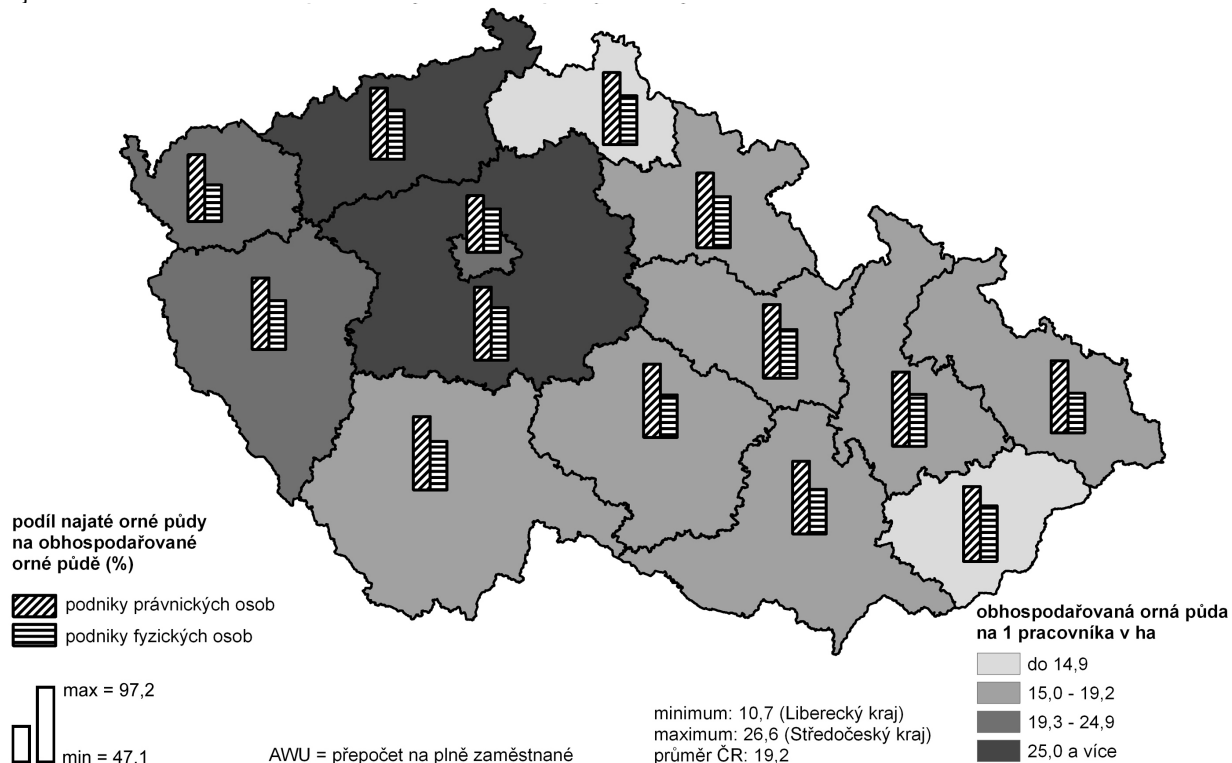 podíl najaté orné půdy
na obhospodařované
orné půdě (%)
podniky právnických osob
podniky fyzických osob
max = 97,2
min = 47,1
AWU = přepočet na plně zaměstnané
minimum: 10,7 (Liberecký kraj)
maximum: 26,6 (Středočeský kraj)
průměr ČR: 19,2
obhospodařovaná orná půda
na 1 pracovníka v ha
do 14,9
15,0 - 19,2
19,3 - 24,9
25,0 a více